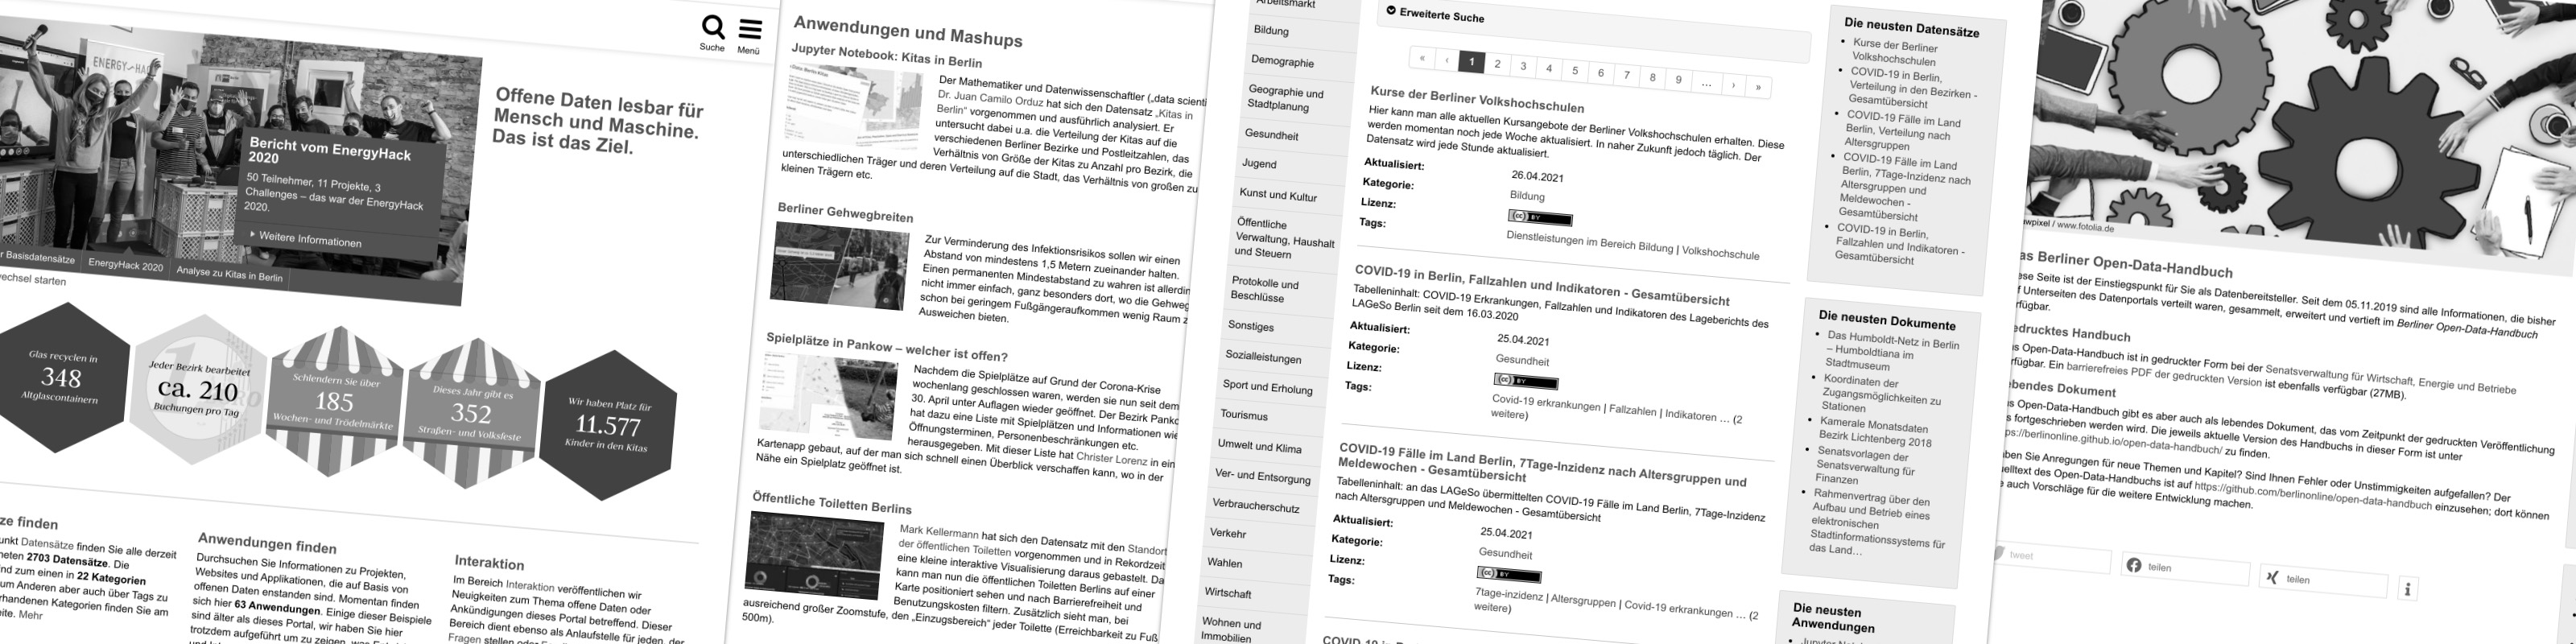 Suche
Menü
ENERGY-HAC
Offene Daten lesbar für
Mensch und Maschine.
Das ist das Ziel.
Bericht vom EnergyHack
2020
50 Teilnehmer, 11 Projekte, 3
Challenges – das war der EnergyHack
2020.
Weitere Informationen
r Basisdatensätze
EnergyHack 2020
Analyse zu Kitas in Berlin
echsel starten
Glas recyclen in
348
Altglascontainern
Jeder Bezirk bearbeitet
ca. 210
Buchungen pro Tag
Schlendern Sie über
185
Wochen- und Trödelmärkte
Dieses Jahr gibt es
352
Straßen- und Volksfeste
Wir haben Platz für
11.577
Kinder in den Kitas
ze finden
unkt Datensätze finden Sie alle derzeit
neten 2703 Datensätze. Die
nd zum einen in 22 Kategorien
um Anderen aber auch über Tags zu
rhandenen Kategorien finden Sie am
ite. Mehr
Anwendungen finden
Durchsuchen Sie Informationen zu Projekten,
Websites und Applikationen, die auf Basis von
offenen Daten enstanden sind. Momentan finden
sich hier 63 Anwendungen. Einige dieser Beispiele
sind älter als dieses Portal, wir haben Sie hier
trotzdem aufgeführt um zu zeigen, was
Interaktion
Im Bereich Interaktion veröffentlichen wir
Neuigkeiten zum Thema offene Daten oder
Ankündigungen dieses Portal betreffend. Dieser
Bereich dient ebenso als Anlaufstelle für jeden, der
Fragen stellen oder
Anwendungen und Mashups
Jupyter Notebook: Kitas in Berlin
Der Mathematiker und Datenwissenschaftler („data scienti
Dr. Juan Camilo Orduz hat sich den Datensatz „Kitas in
Berlin“ vorgenommen und ausführlich analysiert. Er
untersucht dabei u.a. die Verteilung der Kitas auf die
verschiedenen Berliner Bezirke und Postleitzahlen, das
Verhältnis von Größe der Kitas zu Anzahl pro Bezirk, die
unterschiedlichen Träger und deren Verteilung auf die Stadt, das Verhältnis von großen zu
kleinen Trägern etc.
Berliner Gehwegbreiten
Zur Verminderung des Infektionsrisikos sollen wir einen
Abstand von mindestens 1,5 Metern zueinander halten.
Einen permanenten Mindestabstand zu wahren ist allerdin
nicht immer einfach, ganz besonders dort, wo die Gehweg
schon bei geringem Fußgängeraufkommen wenig Raum z
Ausweichen bieten.
Spielplätze in Pankow – welcher ist offen?
Nachdem die Spielplätze auf Grund der Corona-Krise
wochenlang geschlossen waren, werden sie nun seit dem
30. April unter Auflagen wieder geöffnet. Der Bezirk Panko
hat dazu eine Liste mit Spielplätzen und Informationen wie
Öffnungsterminen, Personenbeschränkungen etc.
herausgegeben. Mit dieser Liste hat Christer Lorenz in ein
Kartenapp gebaut, auf der man sich schnell einen Überblick verschaffen kann, wo in der
Nähe ein Spielplatz geöffnet ist.
Öffentliche Toiletten Berlins
Mark Kellermann hat sich den Datensatz mit den Standort
der öffentlichen Toiletten vorgenommen und in Rekordzeit
eine kleine interaktive Visualisierung daraus gebastelt. Da
kann man nun die öffentlichen Toiletten Berlins auf einer
Karte positioniert sehen und nach Barrierefreiheit und
Benutzungskosten filtern. Zusätzlich sieht man, bei
ausreichend großer Zoomstufe, den „Einzugsbereich“ jeder Toilette (Erreichbarkeit zu Fuß
500m).
Arbeitsmarkt
Bildung
Demographie
Geographie und
Stadtplanung
Gesundheit
Jugend
Kunst und Kultur
Öffentliche
Verwaltung, Haushalt
und Steuern
Protokolle und
Beschlüsse
Sonstiges
Sozialleistungen
Sport und Erholung
Tourismus
Umwelt und Klima
Ver- und Entsorgung
Verbraucherschutz
Verkehr
Wahlen
Wirtschaft
Wohnen und
Immobilien
Erweiterte Suche
« ‹ 1 2 3 4 5 6 7 8 9 … › »
Kurse der Berliner Volkshochschulen
Hier kann man alle aktuellen Kursangebote der Berliner Volkshochschulen erhalten. Diese
werden momentan noch jede Woche aktualisiert. In naher Zukunft jedoch täglich. Der
Datensatz wird jede Stunde aktualisiert.
Aktualisiert: 26.04.2021
Kategorie: Bildung
Lizenz: cc BY
Tags: Dienstleistungen im Bereich Bildung | Volkshochschule
COVID-19 in Berlin, Fallzahlen und Indikatoren - Gesamtübersicht
Tabelleninhalt: COVID-19 Erkrankungen, Fallzahlen und Indikatoren des Lageberichts des
LAGeSo Berlin seit dem 16.03.2020
Aktualisiert: 25.04.2021
Kategorie: Gesundheit
Lizenz: cc BY
Tags: Covid-19 erkrankungen | Fallzahlen | Indikatoren … (2
weitere)
COVID-19 Fälle im Land Berlin, 7Tage-Inzidenz nach Altersgruppen und
Meldewochen - Gesamtübersicht
Tabelleninhalt: an das LAGeSo übermittelten COVID-19 Fälle im Land Berlin, 7Tage-Inzidenz
nach Altersgruppen und Meldewochen - Gesamtübersicht
Aktualisiert: 25.04.2021
Kategorie: Gesundheit
Lizenz: cc BY
Tags: 7tage-inzidenz | Altersgruppen | Covid-19 erkrankungen … (2
weitere)
Die neusten Datensätze
Kurse der Berliner
Volkshochschulen
COVID-19 in Berlin,
Verteilung in den Bezirken -
Gesamtübersicht
COVID-19 Fälle im Land
Berlin, Verteilung nach
Altersgruppen
COVID-19 Fälle im Land
Berlin, 7Tage-Inzidenz nach
Altersgruppen und
Meldewochen -
Gesamtübersicht
COVID-19 in Berlin,
Fallzahlen und Indikatoren -
Gesamtübersicht
Die neusten Dokumente
Das Humboldt-Netz in Berlin
– Humboldtiana im
Stadtmuseum
Koordinaten der
Zugangsmöglichkeiten zu
Stationen
Kamerale Monatsdaten
Bezirk Lichtenberg 2018
Senatsvorlagen der
Senatsverwaltung für
Finanzen
Rahmenvertrag über den
Aufbau und Betrieb eines
elektronischen
Stadtinformationssystems für
das Land…
Die neusten
Anwendungen
wpixel / www.fotolia.de
as Berliner Open-Data-Handbuch
ese Seite ist der Einstiegspunkt für Sie als Datenbereitsteller. Seit dem 05.11.2019 sind alle Informationen, die bisher
f Unterseiten des Datenportals verteilt waren, gesammelt, erweitert und vertieft im Berliner Open-Data-Handbuch
rfügbar.
edrucktes Handbuch
s Open-Data-Handbuch ist in gedruckter Form bei der Senatsverwaltung für Wirtschaft, Energie und Betriebe
rfügbar. Ein barrierefreies PDF der gedruckten Version ist ebenfalls verfügbar (27MB).
ebendes Dokument
s Open-Data-Handbuch gibt es aber auch als lebendes Dokument, das vom Zeitpunkt der gedruckten Veröffentlichung
s fortgeschrieben werden wird. Die jeweils aktuelle Version des Handbuchs in dieser Form ist unter
ps://berlinonline.github.io/open-data-handbuch/ zu finden.
ben Sie Anregungen für neue Themen und Kapitel? Sind Ihnen Fehler oder Unstimmigkeiten aufgefallen? Der
elltext des Open-Data-Handbuchs ist auf https://github.com/berlinonline/open-data-handbuch einzusehen; dort können
e auch Vorschläge für die weitere Entwicklung machen.
tweet
teilen
teilen